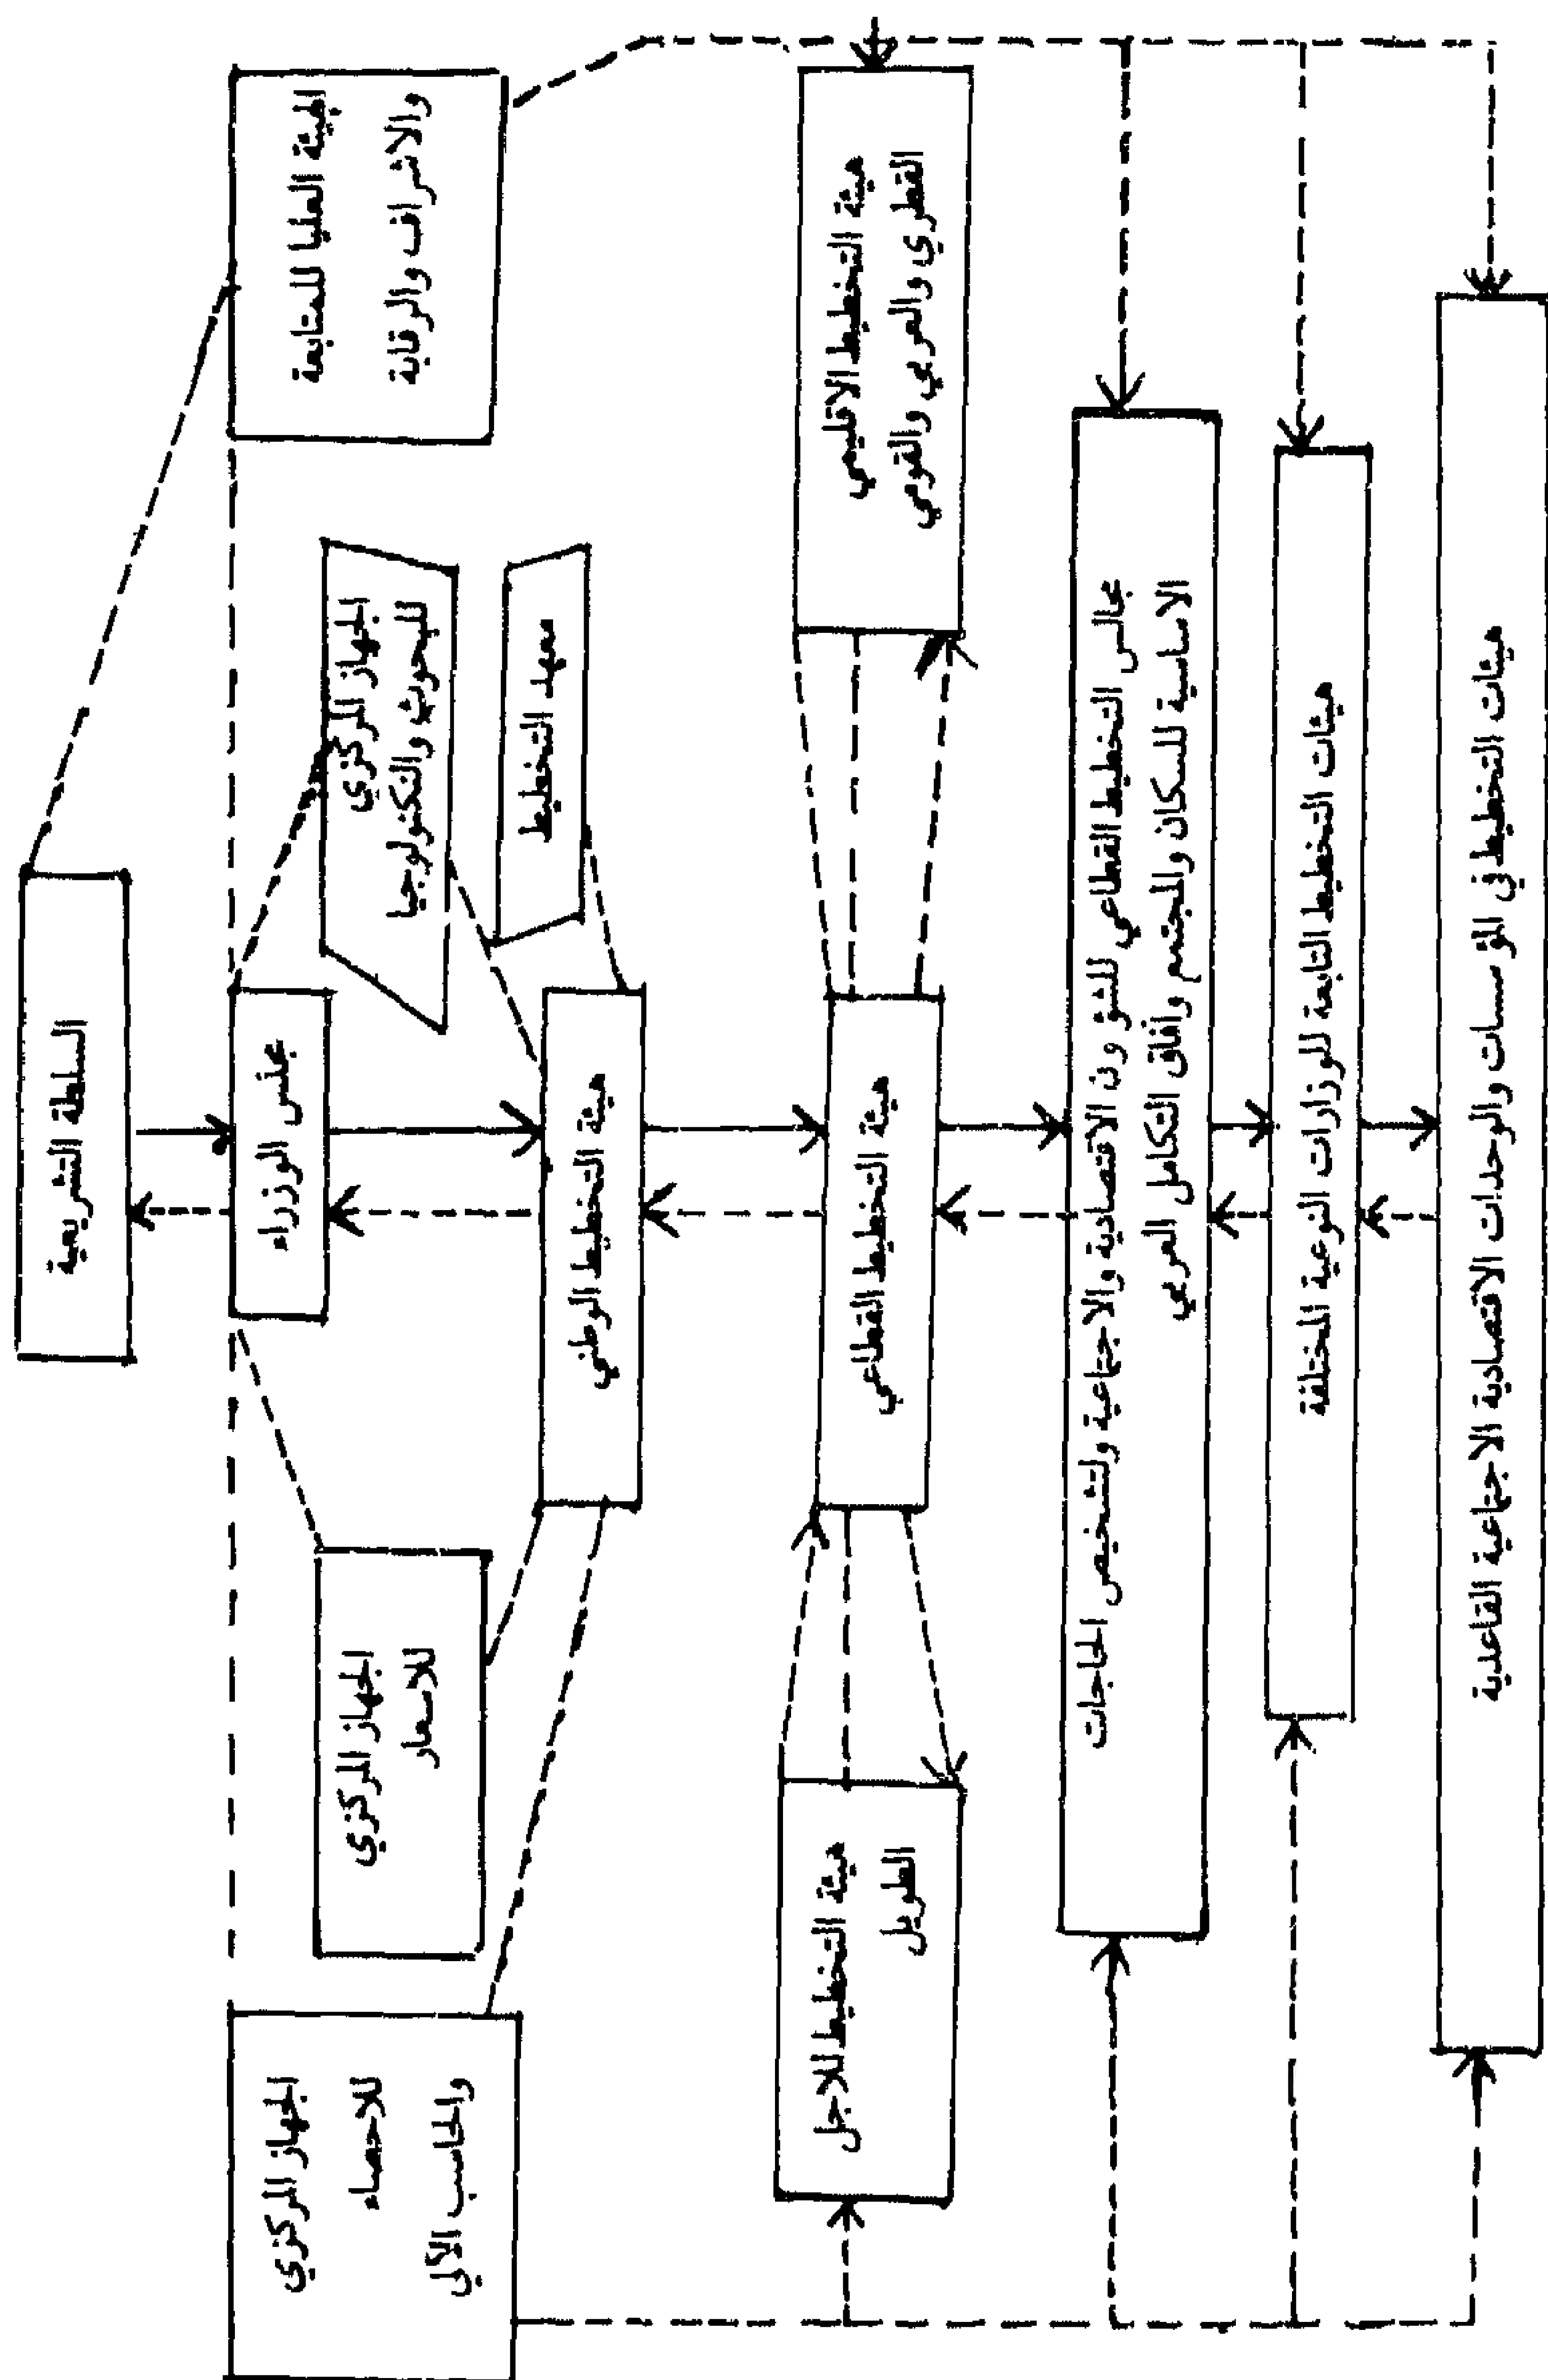 السلطة التشريعية
الهيئة العليا للمتابعة
والاشراف والرقابة
مجلس الوزراء
الجهاز المركزي
للاحصاء
والحاسب الآلي
الجهاز المركزي
للبحوث والتكنولوجيا
الجهاز المركزي
للاسعار
معهد التخطيط
هيئة التخطيط الوطني
هيئة التخطيط الاقليمي
القطري والعربي والقومي
هيئة التخطيط القطاعي
هيئة التخطيط للاجل
الطويل
مجالس التخطيط القطاعي للشؤون الاقتصادية والاجتماعية ولتشخيص الحاجات
الاساسية للسكان والمجتمع وافاق التكامل العربي
هيئات التخطيط التابعة للوزارات النوعية المختلفة
هيئات التخطيط في المؤسسات والوحدات الاقتصادية الاجتماعية القاعدية